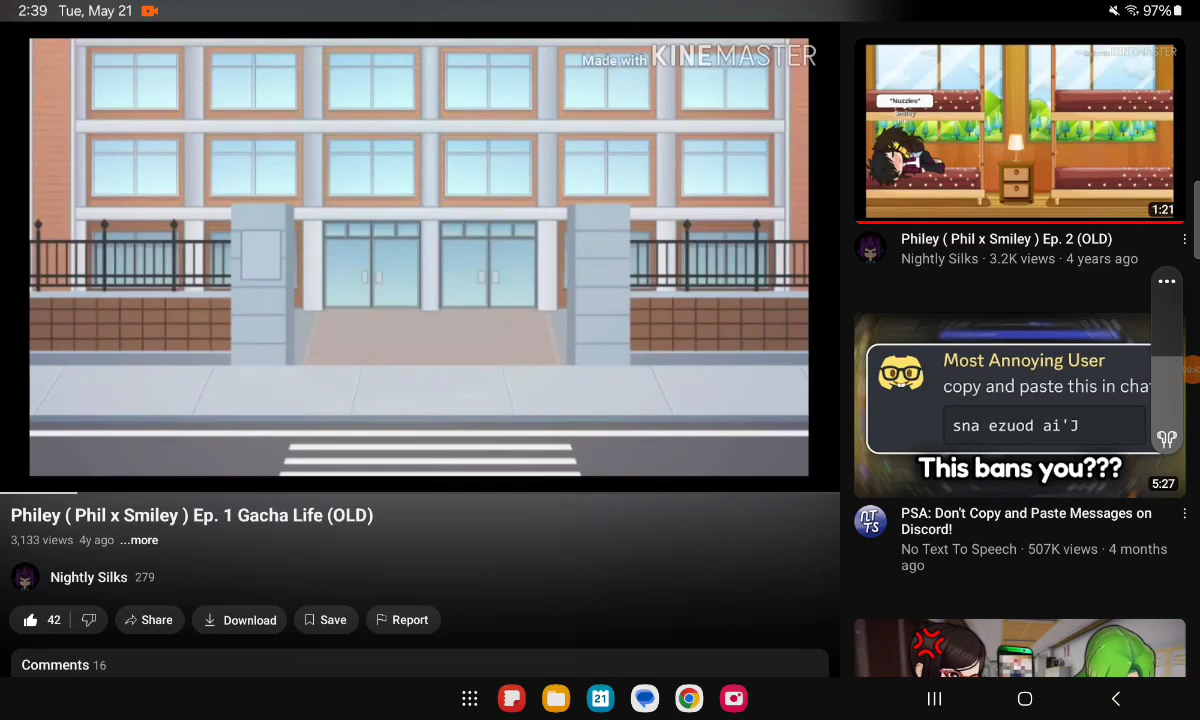 2:39 Tue, May 21
97%
Made with KINEMASTER
Philey ( Phil x Smiley ) Ep. 1 Gacha Life (OLD)
3,133 views 4y ago ...more
Nightly Silks 279
42
Share
Download
Save
Report
Comments 16
*Nuzzles*
1:21
Philey ( Phil x Smiley ) Ep. 2 (OLD)
Nightly Silks · 3.2K views · 4 years ago
Most Annoying User
copy and paste this in chat
sna ezuod ai'J
This bans you???
5:27
NT
TS
PSA: Don't Copy and Paste Messages on
Discord!
No Text To Speech · 507K views · 4 months
ago
21